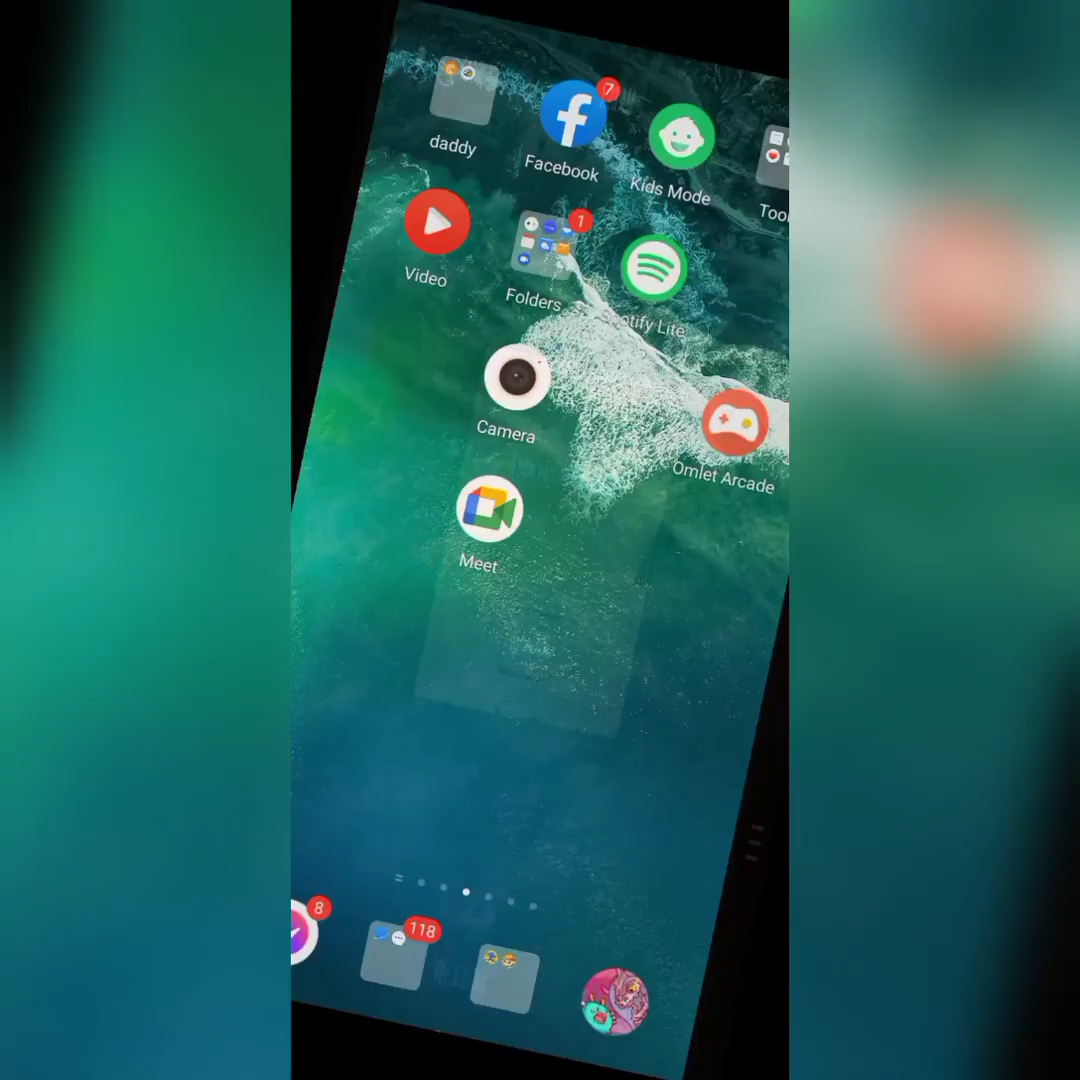 daddy
Facebook
7
Kids Mode
Video
Folders
1
Spotify Lite
Camera
Omlet Arcade
Meet
8
118